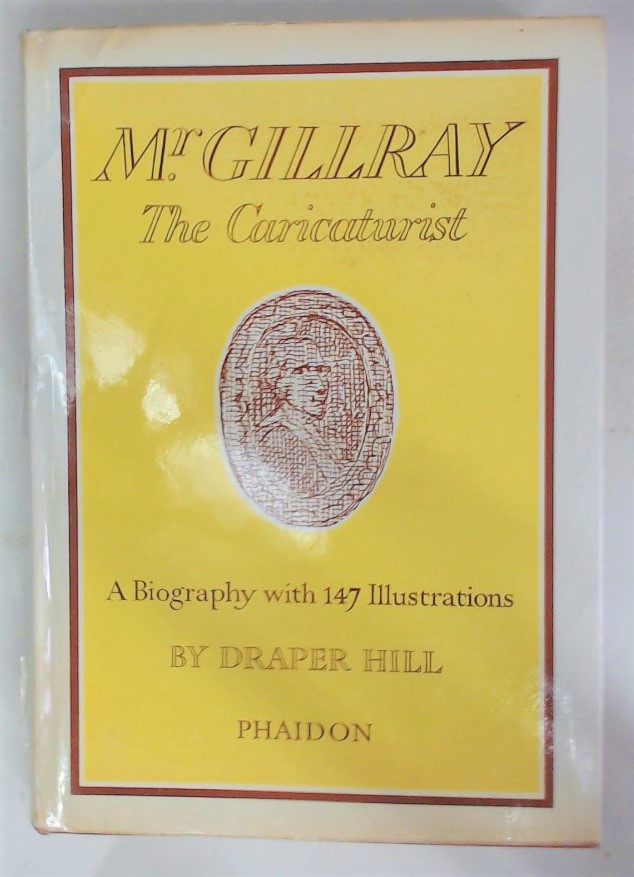 Mr. GILLRAY
The Caricaturist
A Biography with 147 Illustrations
BY DRAPER HILL
PHAIDON